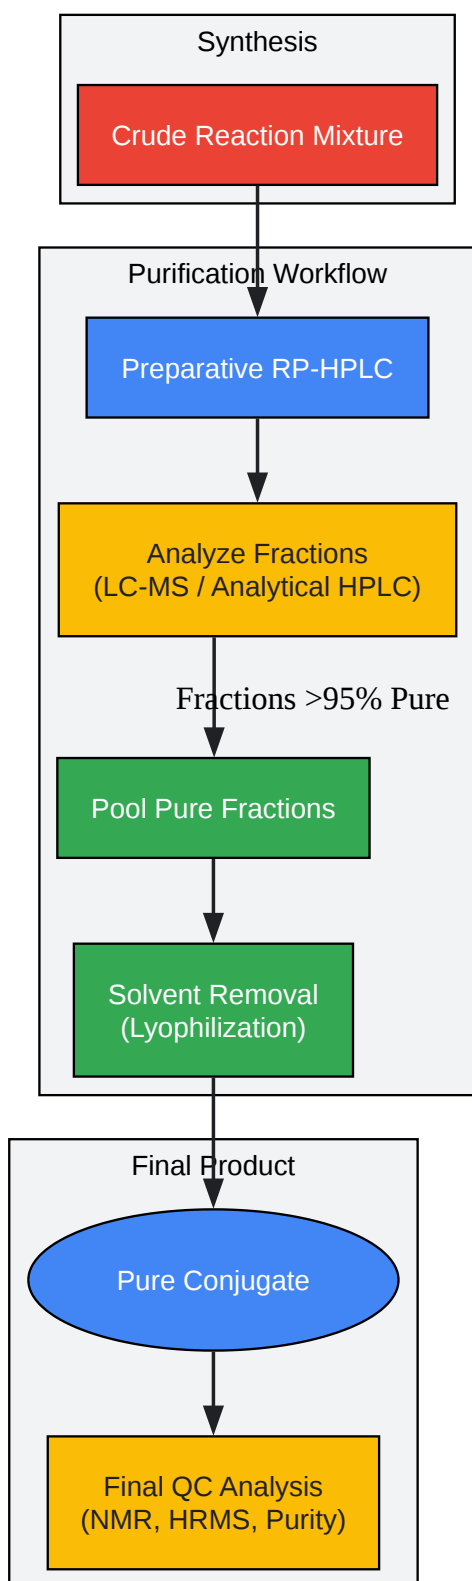 Synthesis
Crude Reaction Mixture
Purification Workflow
Preparative RP-HPLC
Analyze Fractions
(LC-MS / Analytical HPLC)
Fractions >95% Pure
Pool Pure Fractions
Solvent Removal
(Lyophilization)
Final Product
Pure Conjugate
Final QC Analysis
(NMR, HRMS, Purity)